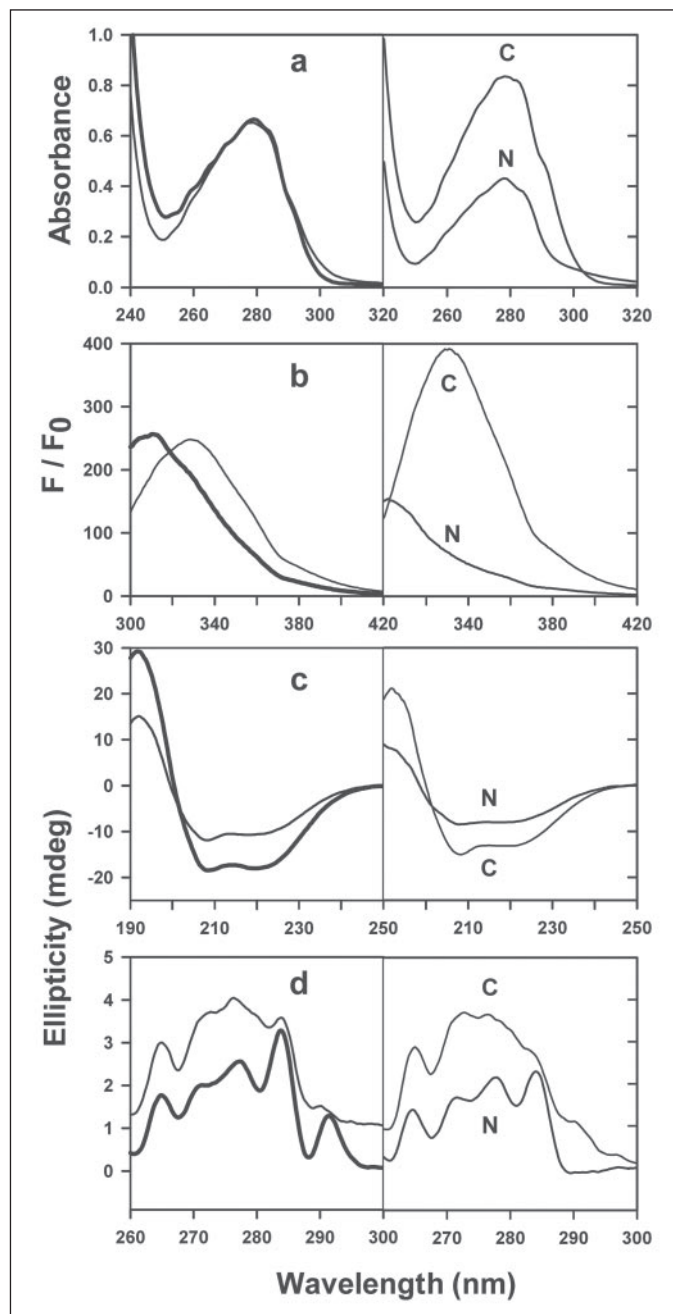 a
C
N
Absorbance
1.0
0.8
0.6
0.4
0.2
0.0
240 260 280 300 320 260 280 300 320
b
C
N
F / F0
400
300
200
100
0
300 340 380 420 340 380 420
c
N
C
Ellipticity (mdeg)
30
20
10
0
-10
-20
190 210 230 250 210 230 250
d
C
N
5
4
3
2
1
0
260 270 280 290 300 270 280 290 300
Wavelength (nm)